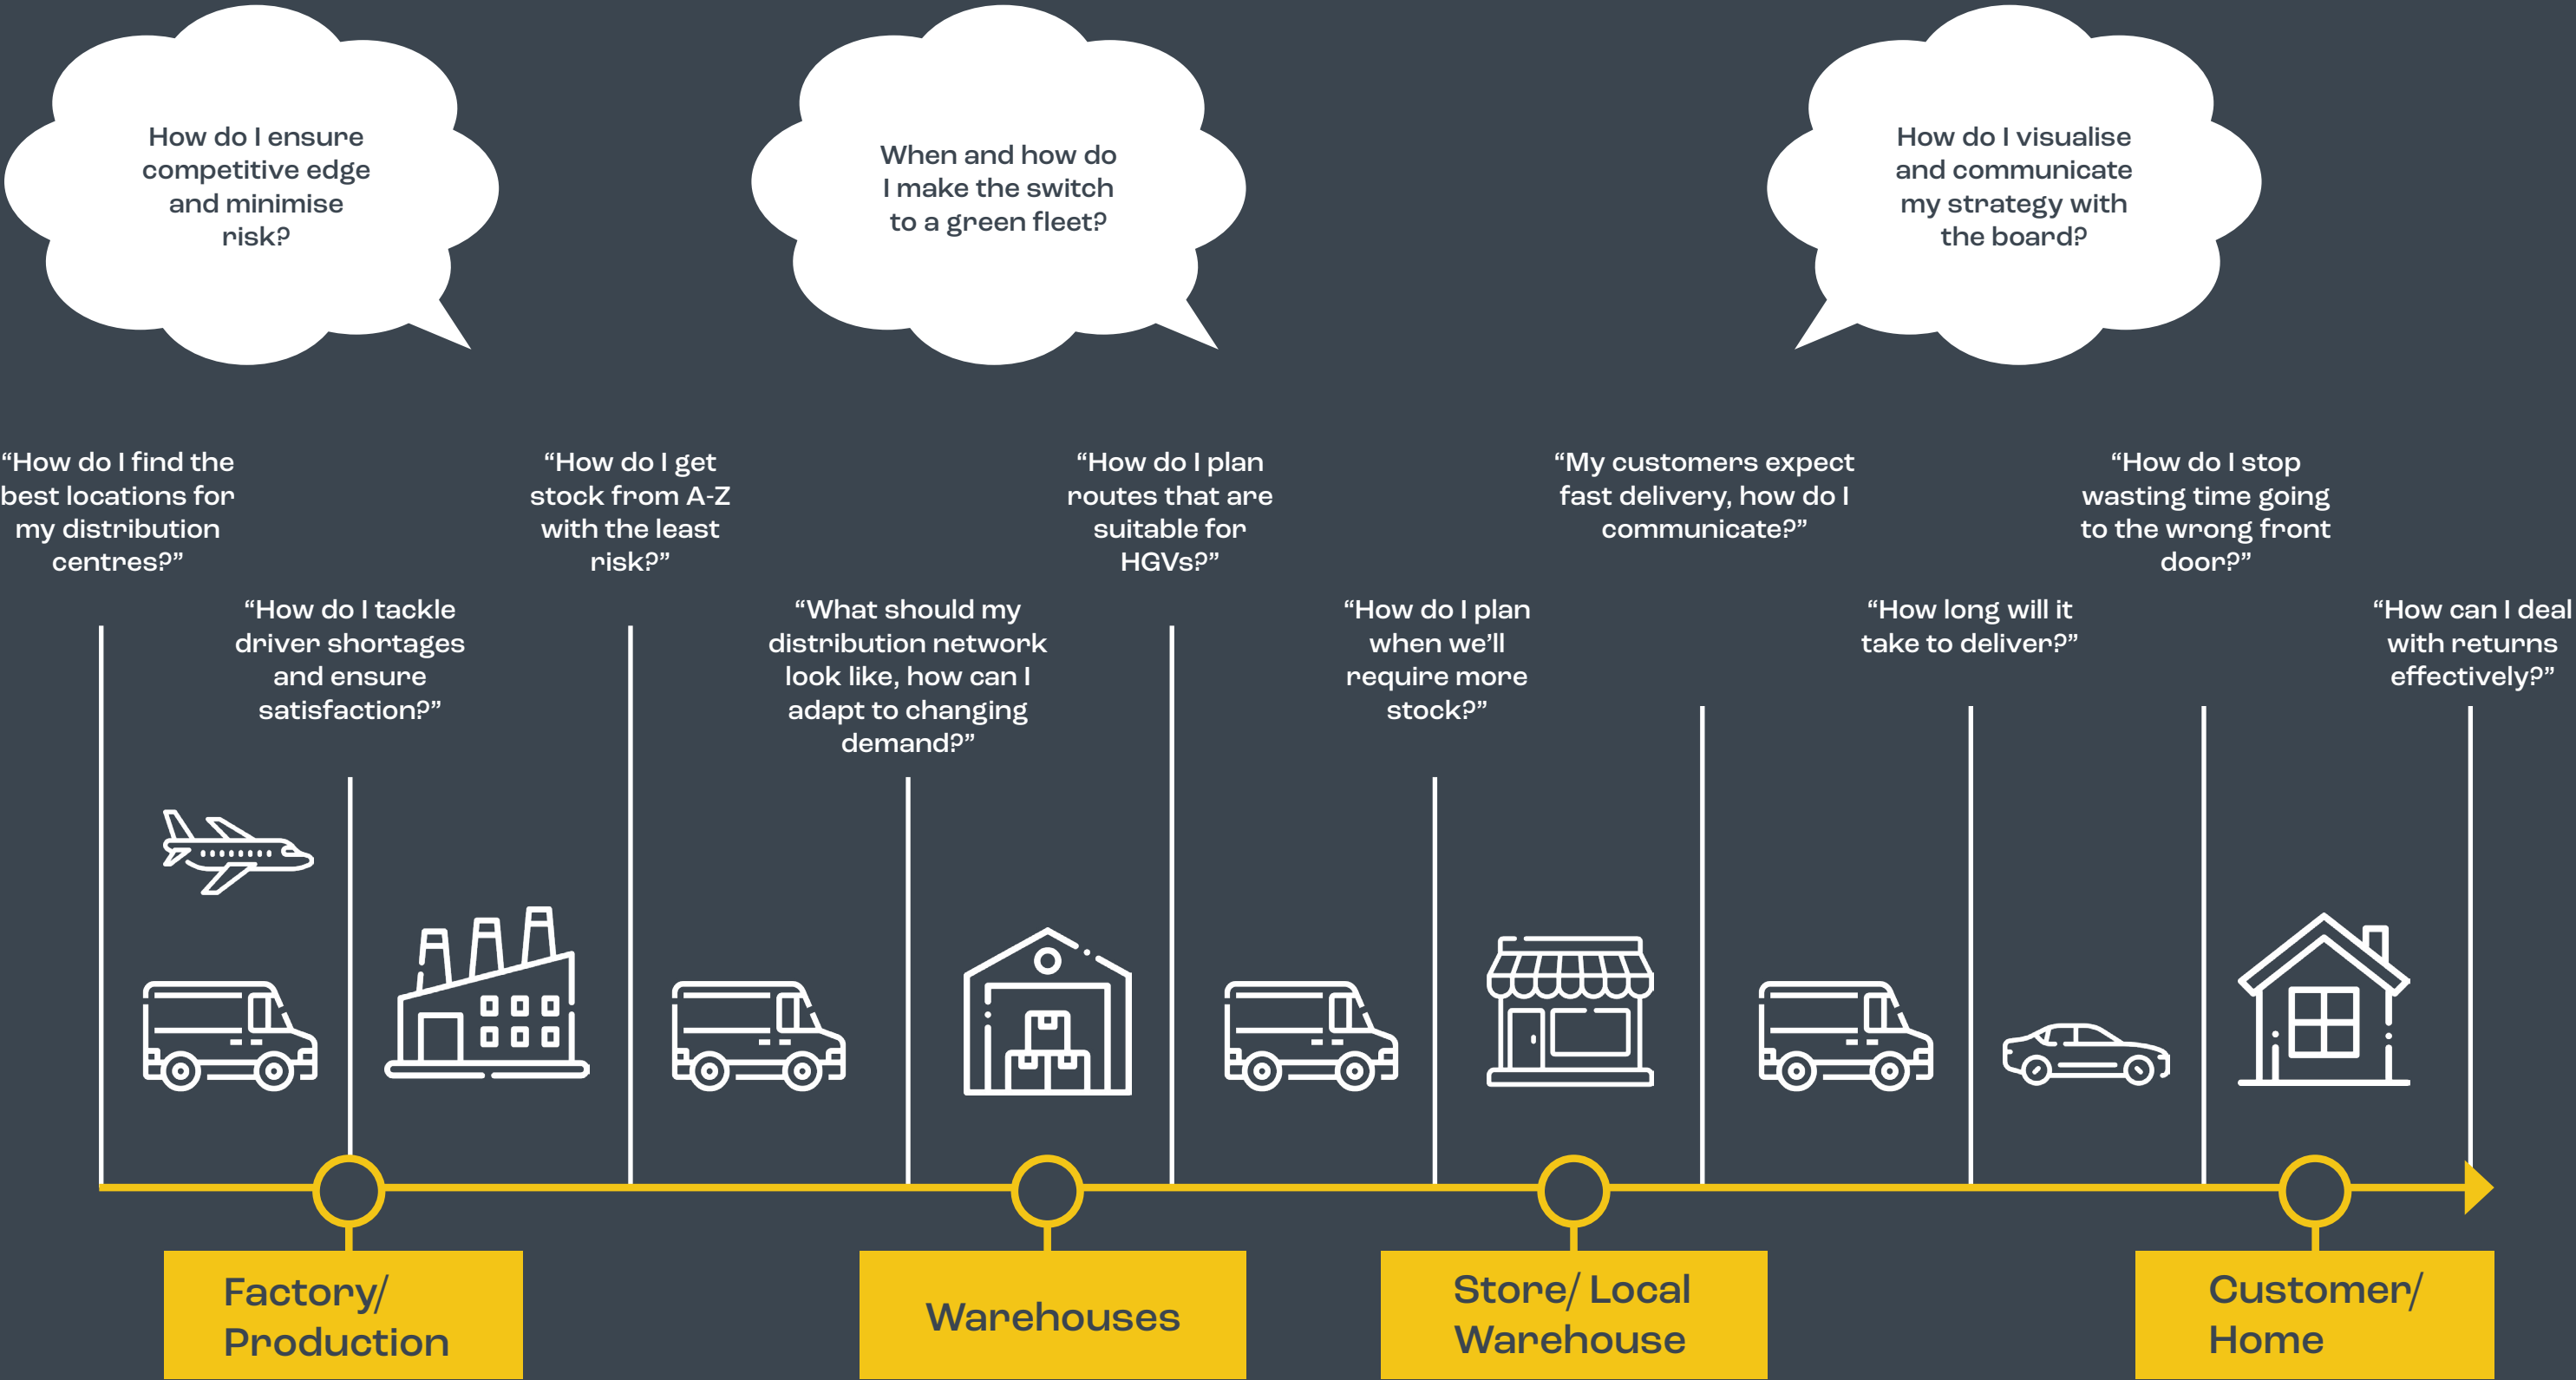 How do I ensure
competitive edge
and minimise
risk?
When and how do
I make the switch
to a green fleet?
How do I visualise
and communicate
my strategy with
the board?
“How do I find the
best locations for
my distribution
centres?”
“How do I tackle
driver shortages
and ensure
satisfaction?”
“How do I get
stock from A-Z
with the least
risk?”
“What should my
distribution network
look like, how can I
adapt to changing
demand?”
“How do I plan
routes that are
suitable for
HGVs?”
“How do I plan
when we’ll
require more
stock?”
“My customers expect
fast delivery, how do I
communicate?”
“How long will it
take to deliver?”
“How do I stop
wasting time going
to the wrong front
door?”
“How can I deal
with returns
effectively?”
Factory/
Production
Warehouses
Store/ Local
Warehouse
Customer/
Home